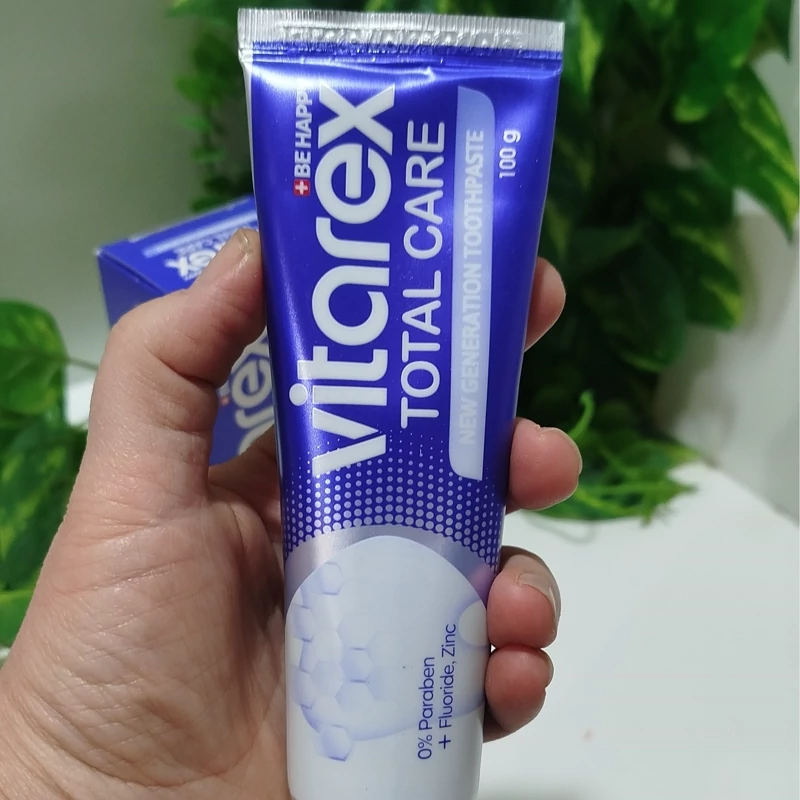 +BE HAPPY
vitarex
TOTAL CARE
NEW GENERATION TOOTHPASTE
100 g
0% Paraben
+ Fluoride, Zinc